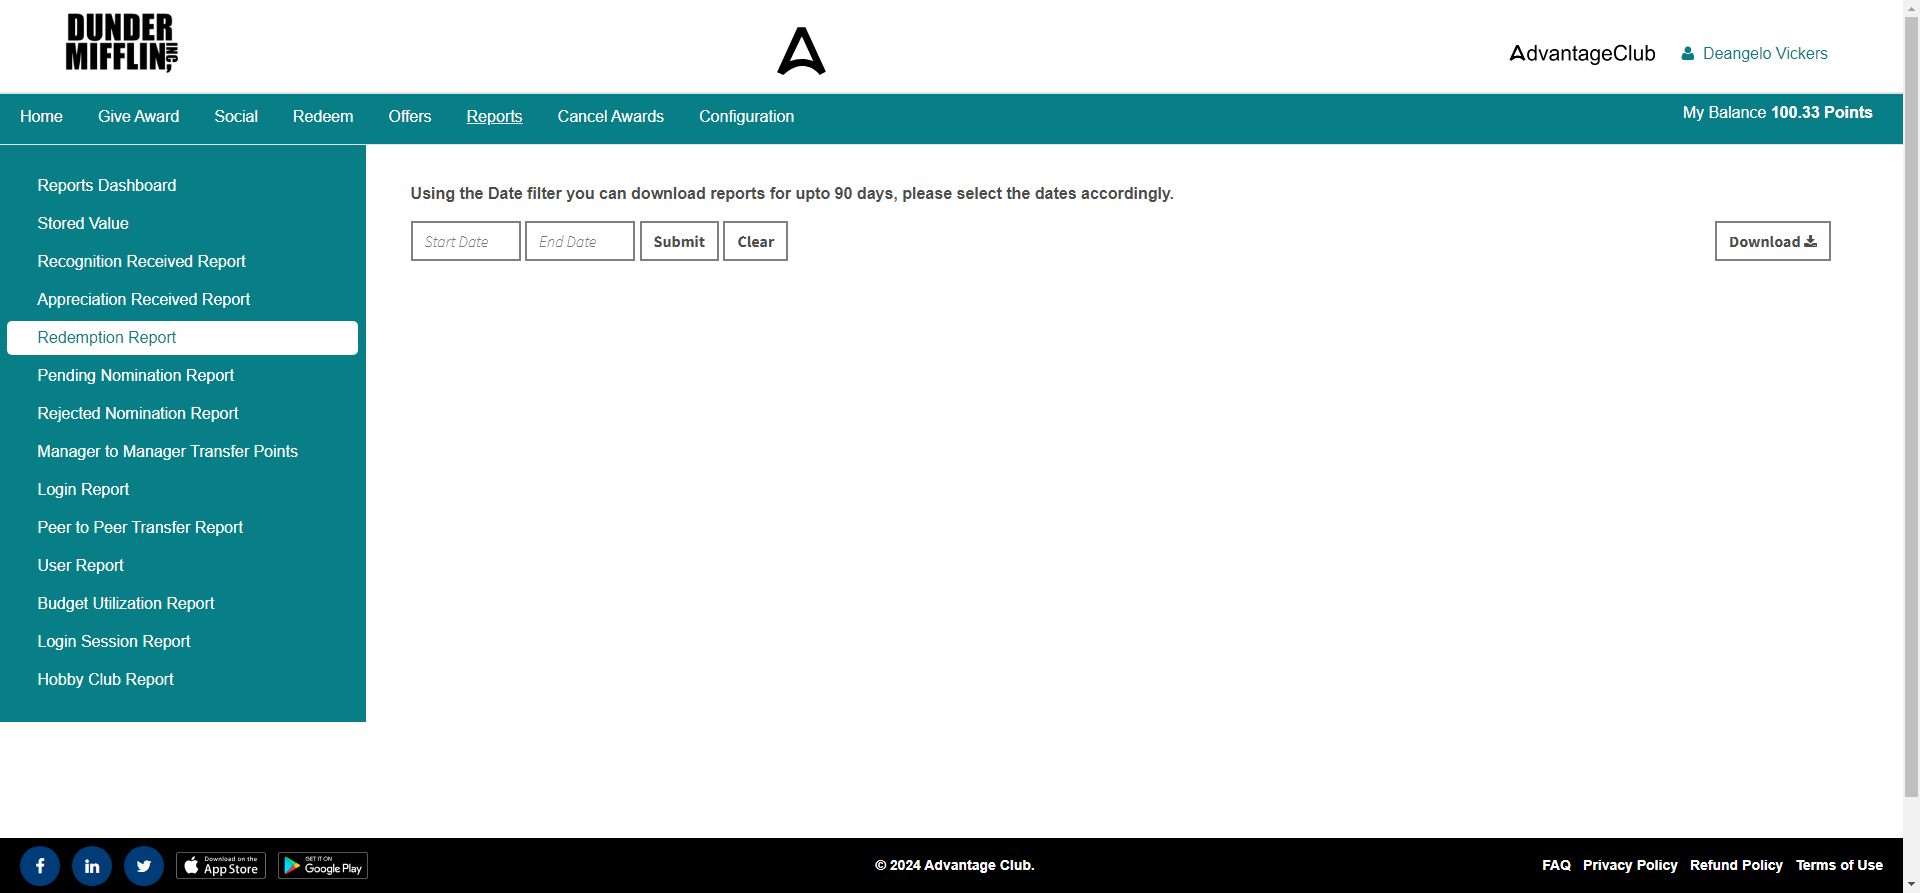 DUNDER
MIFFLIN INC,
AdvantageClub
Deangelo Vickers
Home
Give Award
Social
Redeem
Offers
Reports
Cancel Awards
Configuration
My Balance 100.33 Points
Reports Dashboard
Stored Value
Recognition Received Report
Appreciation Received Report
Redemption Report
Pending Nomination Report
Rejected Nomination Report
Manager to Manager Transfer Points
Login Report
Peer to Peer Transfer Report
User Report
Budget Utilization Report
Login Session Report
Hobby Club Report
Using the Date filter you can download reports for upto 90 days, please select the dates accordingly.
Start Date
End Date
Submit
Clear
Download
Download on the
App Store
GET IT ON
Google Play
© 2024 Advantage Club.
FAQ
Privacy Policy
Refund Policy
Terms of Use